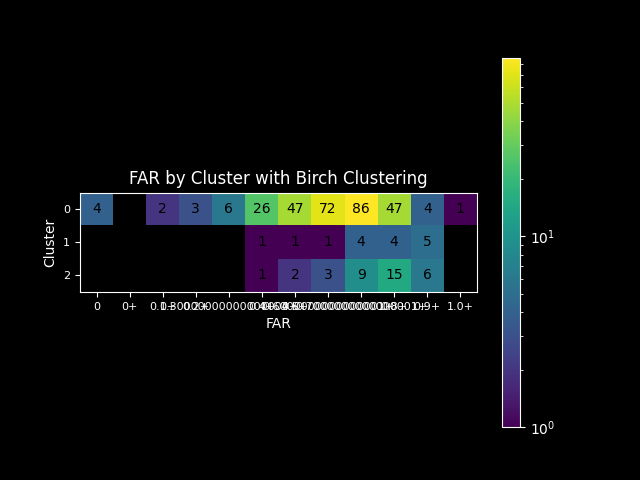 FAR by Cluster with Birch Clustering
0 4 2 3 6 26 47 72 86 47 4 1
1 1 1 1 4 4 5
2 1 2 3 9 15 6
Cluster
0 0+ 0.9+ 1.0+
FAR
10^1
10^0